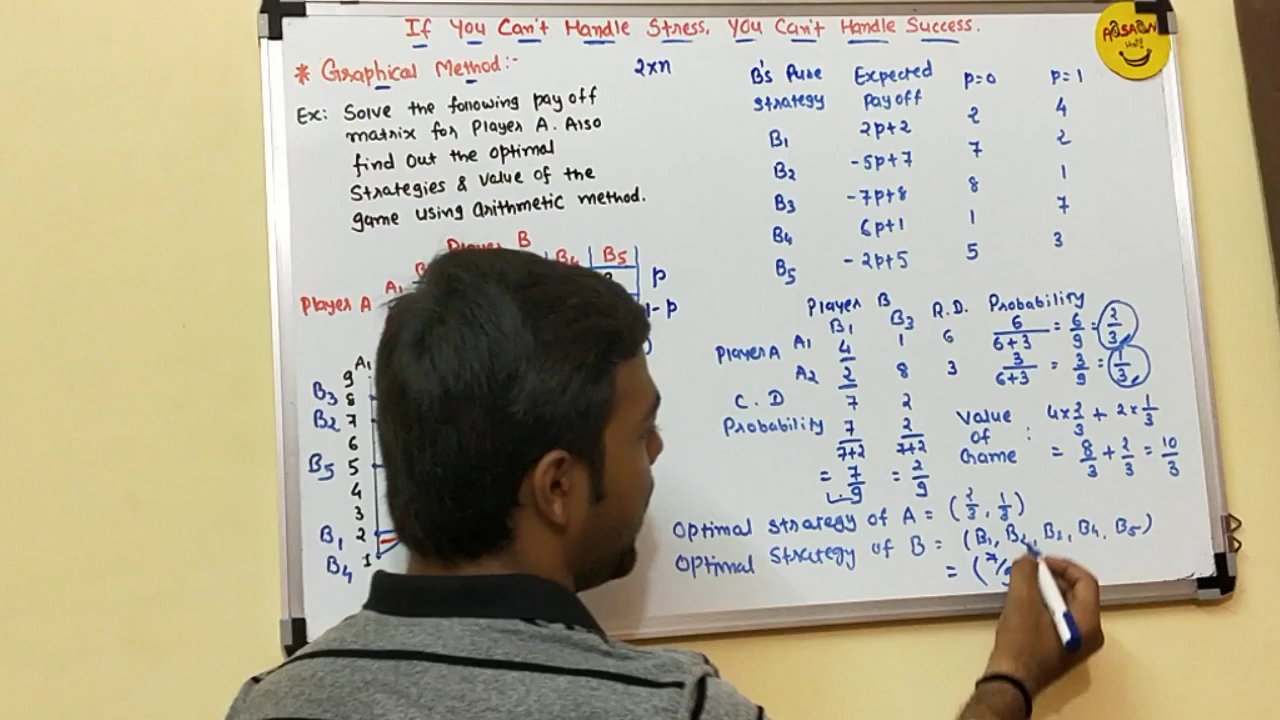 If You Can't Handle Stress, You Can't Handle Success.
* Graphical Method:- 2×n
Ex: Solve the following pay off
matrix for Player A. Also
find out the optimal
Strategies & value of the
game using arithmetic method.
Player B
B4 B5
Player A A1 p
1-p
A1
B3 9
8
B2 7
6
B5 5
4
3
B1 2
B4 1
B's Pure Expected p=0 p=1
Strategy Pay off
B1 2p+2 2 4
B2 -5p+7 7 2
B3 -7p+8 8 1
B4 6p+1 1 7
B5 -2p+5 5 3
Player B
B1 B3 R.D. Probability
Player A A1 4 1 6 6/6+3 = 6/9 = 2/3
A2 2 8 3 3/6+3 = 3/9 = 1/3
C.D 7 2
Probability 7/7+2 2/7+2
= 7/9 = 2/9
Value of Game : 4×2/3 + 2×1/3
= 8/3 + 2/3 = 10/3
Optimal Strategy of A = (2/3, 1/3)
Optimal Strategy of B = (B1, B2, B3, B4, B5)
= (7/9